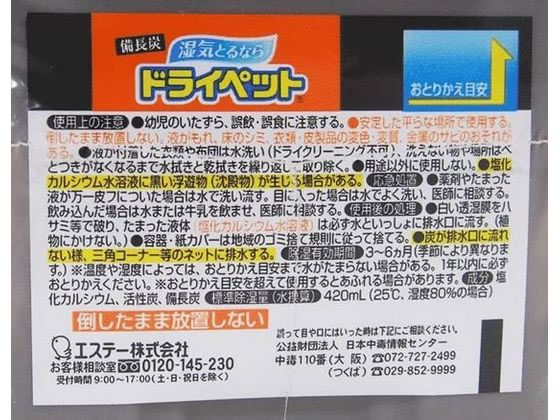 備長炭
湿気とるなら
ドライペット
おとりかえ目安
使用上の注意 ●幼児のいたずら、誤飲・誤食に注意する。●安定した平らな場所で使用する。
倒したまま放置しない。液がもれ、床のシミ、衣類・皮製品の変色・変質、金属のサビのおそれが
ある。●液が付着した衣類や布団は水洗い(ドライクリーニング不可)、洗えない物や場所はべ
とつきがなくなるまで水拭きと乾拭きを繰り返して取り除く。●用途以外に使用しない。●塩化
カルシウム水溶液に黒い浮遊物(沈殿物)が生じる場合がある。 応急処置 ●薬剤やたまった
液が万一皮フについた場合は水で洗い流す。目に入った場合は水でよく洗い、医師に相談する。
飲み込んだ場合は水または牛乳を飲ませ、医師に相談する。 使用後の処理 ●白い透湿膜をハ
サミ等で破り、たまった液体(塩化カルシウム水溶液)は必ず水といっしょに排水口に流す。(植
物にかけない。)●容器・紙カバーは地域のゴミ捨て規則に従って捨てる。●炭が排水口に流れ
ない様、三角コーナー等のネットに排水する。 除湿有効期間 3~6ヵ月(季節により異なりま
す。)※温度や湿度によっては、おとりかえ目安まで水がたまらない場合がある。1年以内に必ず
おとりかえください。※おとりかえ目安を超えて使用するとあふれる場合があります。 成分 塩
化カルシウム、活性炭、備長炭 標準除湿量(水換算) 420mL(25℃、湿度80%の場合)
倒したまま放置しない
エステー株式会社
お客様相談室 0120-145-230
受付時間 9:00~17:00(土・日・祝日を除く)
誤って目や口にはいった時は下記にご相談ください。
公益財団法人 日本中毒情報センター
中毒110番(大 阪) ☎072-727-2499
(つくば) ☎029-852-9999